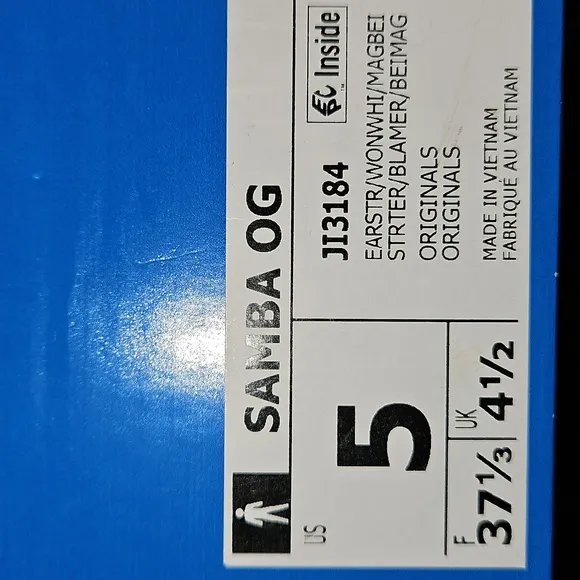 SAMBA OG
US
5
F
37⅓
UK
4½
JI3184
EPC Inside
EARSTR/WONWHI/MAGBEI
STRTER/BLAMER/BEIMAG
ORIGINALS
ORIGINALS
MADE IN VIETNAM
FABRIQUÉ AU VIETNAM